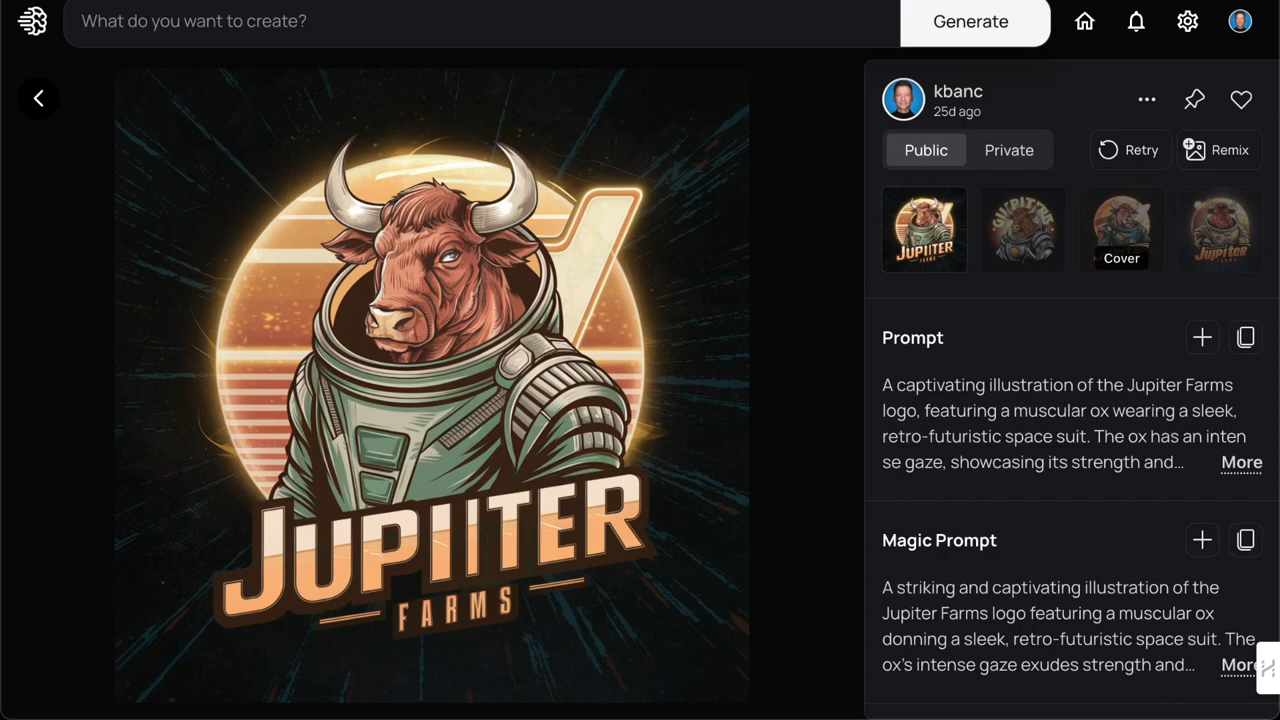 What do you want to create?
Generate
kbanc
25d ago
Public
Private
Retry
Remix
Cover
JUPIITER
FARMS
Prompt
A captivating illustration of the Jupiter Farms
logo, featuring a muscular ox wearing a sleek,
retro-futuristic space suit. The ox has an inten
se gaze, showcasing its strength and...
More
Magic Prompt
A striking and captivating illustration of the
Jupiter Farms logo featuring a muscular ox
donning a sleek, retro-futuristic space suit. The
ox's intense gaze exudes strength and...
More